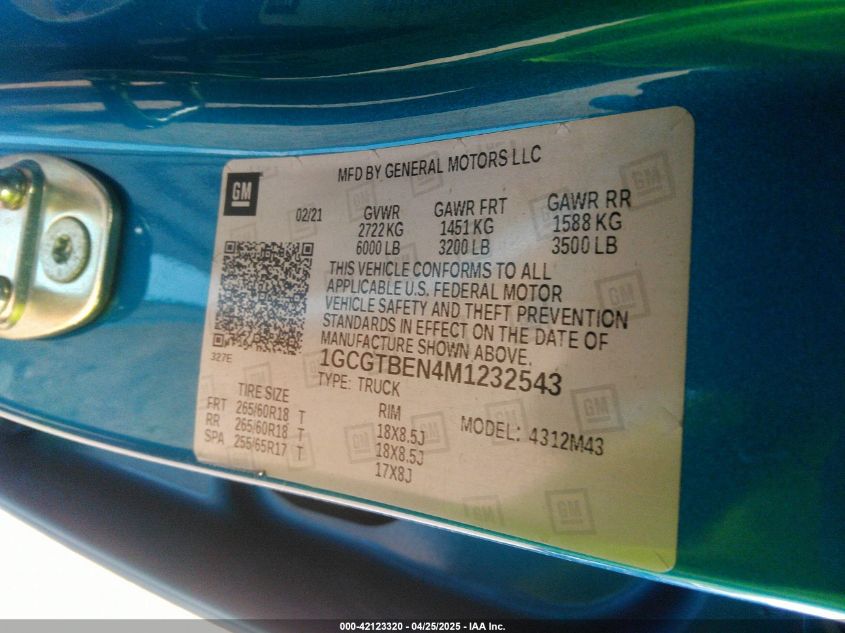 GM
MFD BY GENERAL MOTORS LLC
02/21 GVWR GAWR FRT GAWR RR
2722 KG 1451 KG 1588 KG
6000 LB 3200 LB 3500 LB
THIS VEHICLE CONFORMS TO ALL
APPLICABLE U.S. FEDERAL MOTOR
VEHICLE SAFETY AND THEFT PREVENTION
STANDARDS IN EFFECT ON THE DATE OF
MANUFACTURE SHOWN ABOVE.
327E
1GCGTBEN4M1232543
TYPE: TRUCK
TIRE SIZE RIM MODEL: 4312M43
FRT 265/60R18 T 18X8.5J
RR 265/60R18 T 18X8.5J
SPA 255/65R17 T 17X8J
000-42123320 - 04/25/2025 - IAA Inc.